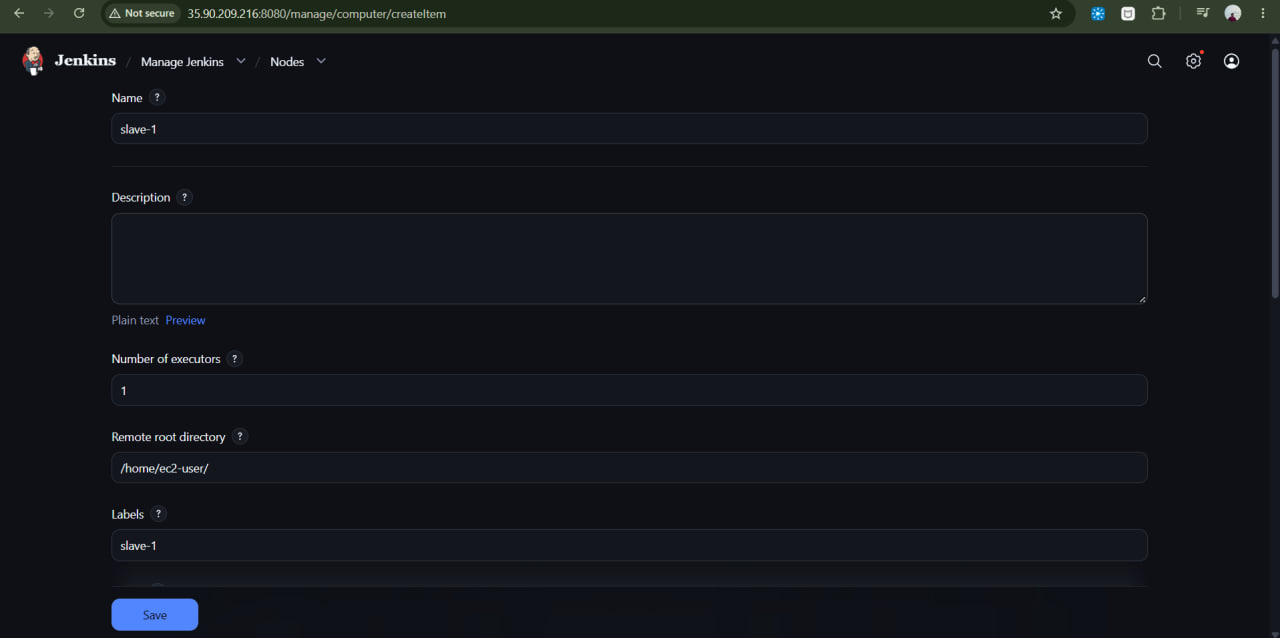 Not secure 35.90.209.216:8080/manage/computer/createItem
Jenkins / Manage Jenkins / Nodes
Name ?
slave-1
Description ?
Plain text Preview
Number of executors ?
1
Remote root directory ?
/home/ec2-user/
Labels ?
slave-1
Save